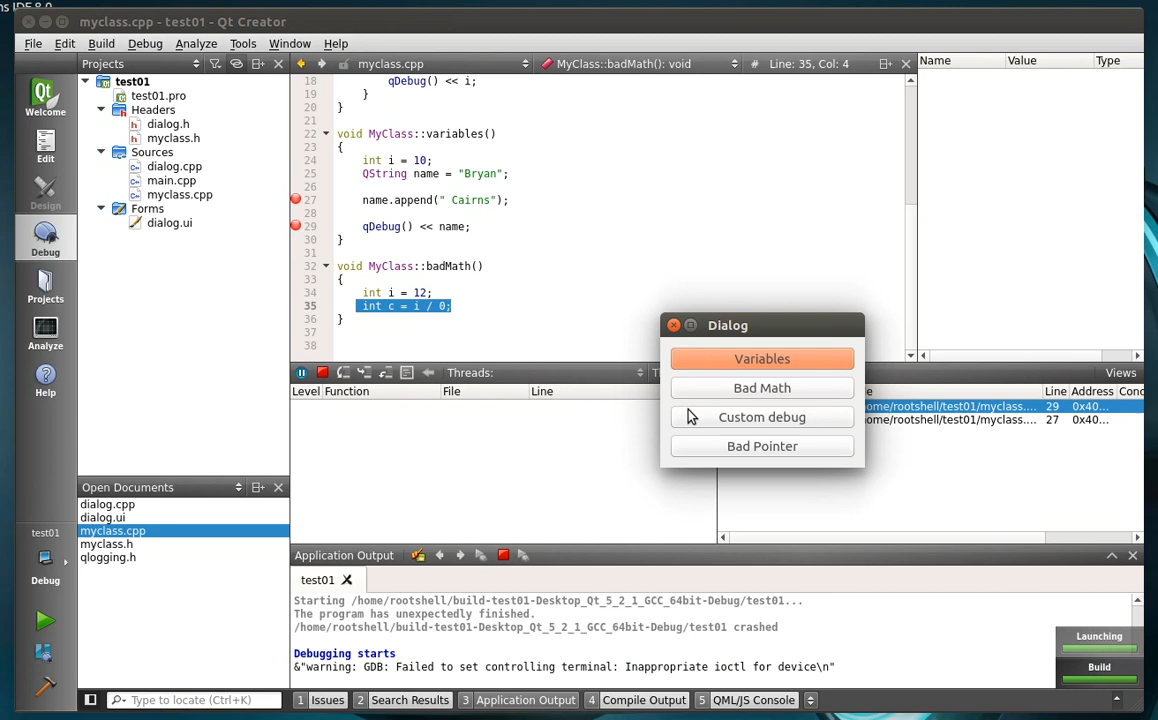 ns IDE 8.0
myclass.cpp - test01 - Qt Creator
File Edit Build Debug Analyze Tools Window Help
Projects
myclass.cpp
MyClass::badMath(): void
# Line: 35, Col: 4
Name Value Type
Welcome
Edit
Design
Debug
Projects
Analyze
Help
test01
test01.pro
Headers
dialog.h
myclass.h
Sources
dialog.cpp
main.cpp
myclass.cpp
Forms
dialog.ui
18 qDebug() << i;
19 }
20 }
21
22 void MyClass::variables()
23 {
24 int i = 10;
25 QString name = "Bryan";
26
27 name.append(" Cairns");
28
29 qDebug() << name;
30 }
31
32 void MyClass::badMath()
33 {
34 int i = 12;
35 int c = i / 0;
36 }
37
38
Dialog
Variables
Bad Math
Custom debug
Bad Pointer
Threads:
Views
Level Function File Line
Line Address Conc
ome/rootshell/test01/myclass.... 29 0x40...
ome/rootshell/test01/myclass.... 27 0x40...
Open Documents
dialog.cpp
dialog.ui
myclass.cpp
myclass.h
qlogging.h
test01
Debug
Application Output
test01
Starting /home/rootshell/build-test01-Desktop_Qt_5_2_1_GCC_64bit-Debug/test01...
The program has unexpectedly finished.
/home/rootshell/build-test01-Desktop_Qt_5_2_1_GCC_64bit-Debug/test01 crashed
Debugging starts
&"warning: GDB: Failed to set controlling terminal: Inappropriate ioctl for device\n"
Launching
Build
Type to locate (Ctrl+K)
1 Issues 2 Search Results 3 Application Output 4 Compile Output 5 QML/JS Console